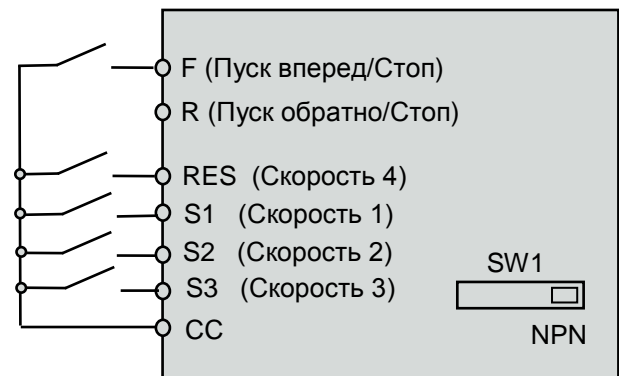 F (Пуск вперед/Стоп)
R (Пуск обратно/Стоп)
RES (Скорость 4)
S1 (Скорость 1)
S2 (Скорость 2)
S3 (Скорость 3)
CC
SW1
NPN